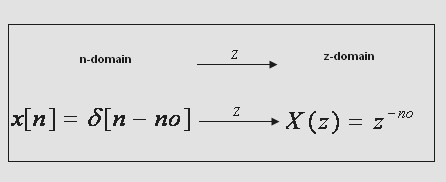 n-domain Z z-domain
x[n] = δ[n − no] Z X(z) = z^{−no}